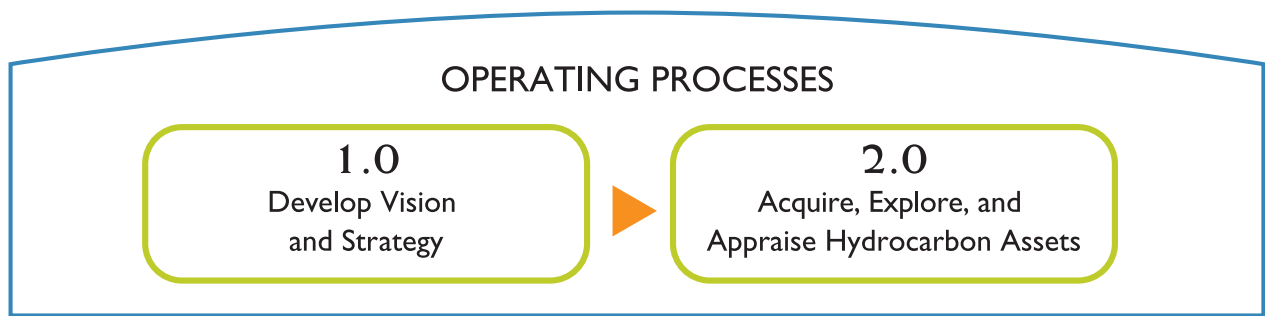 OPERATING PROCESSES
1.0
Develop Vision
and Strategy
2.0
Acquire, Explore, and
Appraise Hydrocarbon Assets